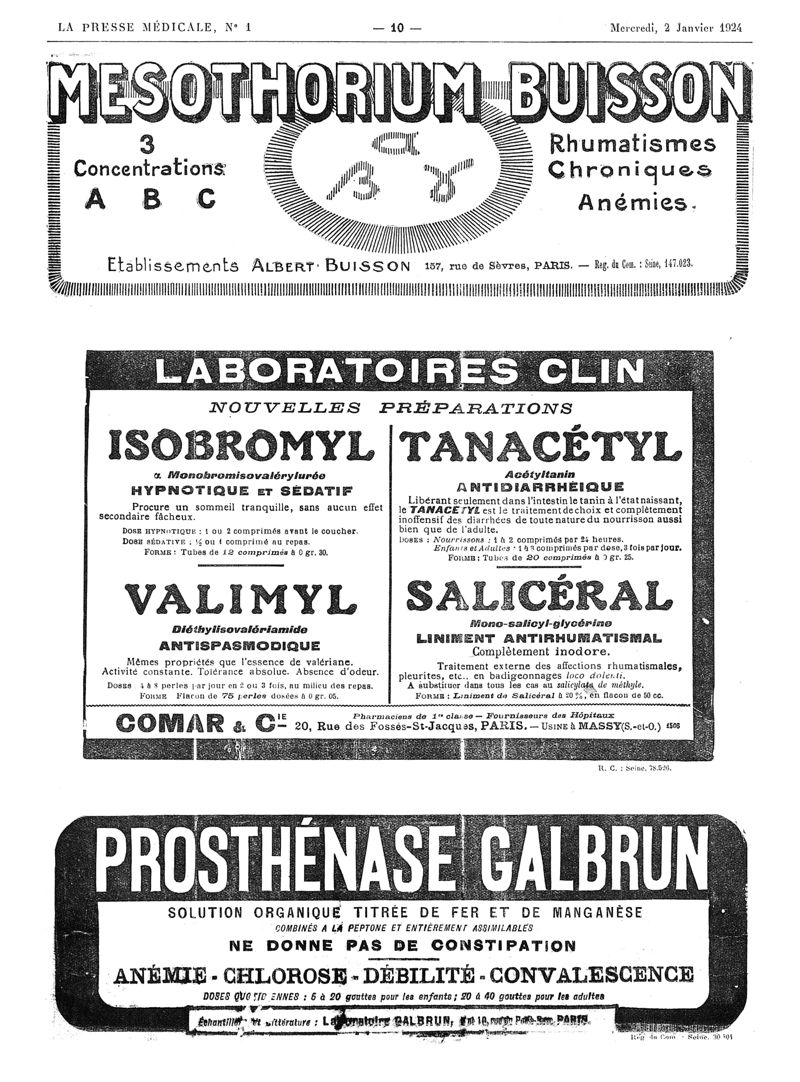 LA PRESSE MÉDICALE, N° 1
— 10 —
Mercredi, 2 Janvier 1924
MESOTHORIUM BUISSON
3
Concentrations
A B C
α
β γ
Rhumatismes
Chroniques
Anémies.
Etablissements ALBERT BUISSON 157, rue de Sèvres, PARIS. — Reg. du Com. : Seine, 147.023.
LABORATOIRES CLIN
NOUVELLES PRÉPARATIONS
ISOBROMYL
α Monobromisovalérylurée
HYPNOTIQUE ET SÉDATIF
Procure un sommeil tranquille, sans aucun effet
secondaire fâcheux.
DOSE HYPNOTIQUE : 1 ou 2 comprimés avant le coucher.
DOSE SÉDATIVE : ½ ou 1 comprimé au repas.
FORME : Tubes de 12 comprimés à 0 gr. 30.
VALIMYL
Diéthylisovalériamide
ANTISPASMODIQUE
Mêmes propriétés que l'essence de valériane.
Activité constante. Tolérance absolue. Absence d'odeur.
DOSES 4 à 8 perles par jour en 2 ou 3 fois, au milieu des repas.
FORME Flacon de 75 perles dosées à 0 gr. 05.
TANACÉTYL
Acétyltanin
ANTIDIARRHÉIQUE
Libérant seulement dans l'intestin le tanin à l'état naissant,
le TANACETYL est le traitement de choix et complètement
inoffensif des diarrhées de toute nature du nourrisson aussi
bien que de l'adulte.
DOSES : Nourrissons : 1 à 2 comprimés par 24 heures.
Enfants et Adultes : 1 à 3 comprimés par dose, 3 fois par jour.
FORME : Tubes de 20 comprimés à 0 gr. 25.
SALICÉRAL
Mono-salicyl-glycérine
LINIMENT ANTIRHUMATISMAL
Complètement inodore.
Traitement externe des affections rhumatismales,
pleurites, etc., en badigeonnages loco dolenti.
A substituer dans tous les cas au salicylate de méthyle.
FORME : Liniment de Salicéral à 20 %, en flacon de 50 cc.
COMAR & CIE
Pharmaciens de 1re classe — Fournisseurs des Hôpitaux
20, Rue des Fossés-St-Jacques, PARIS. — USINE à MASSY (S.-et-O.) 1505
R. C. : Seine, 78.526.
PROSTHÉNASE GALBRUN
SOLUTION ORGANIQUE TITRÉE DE FER ET DE MANGANÈSE
COMBINÉS A LA PEPTONE ET ENTIÈREMENT ASSIMILABLES
NE DONNE PAS DE CONSTIPATION
ANÉMIE - CHLOROSE - DÉBILITÉ - CONVALESCENCE
DOSES QUOTIDIENNES : 5 à 20 gouttes pour les enfants ; 20 à 40 gouttes pour les adultes
Échantillon et Littérature : Laboratoire GALBRUN, PARIS.
Reg du Com : Seine,